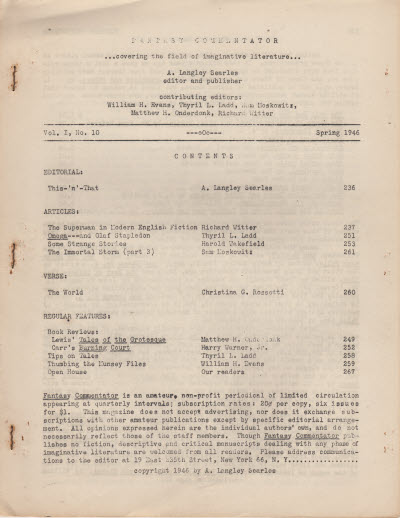 FANTASY COMMENTATOR
...covering the field of imaginative literature...
A. Langley Searles
editor and publisher
contributing editors:
William H. Evans, Thyril L. Ladd, Sam Moskowitz,
Matthew H. Onderdonk, Richard Witter
Vol. I, No. 10 ---oOo--- Spring 1946
CONTENTS
EDITORIAL:
This-'n'-That A. Langley Searles 236
ARTICLES:
The Superman in Modern English Fiction Richard Witter 237
Omega---and Olaf Stapledon Thyril L. Ladd 251
Some Strange Stories Harold Wakefield 253
The Immortal Storm (part 3) Sam Moskowitz 261
VERSE:
The World Christina G. Rossetti 260
REGULAR FEATURES:
Book Reviews:
Lewis' Tales of the Grotesque Matthew H. Onderdonk 249
Carr's Burning Court Harry Warner, Jr. 252
Tips on Tales Thyril L. Ladd 258
Thumbing the Munsey Files William H. Evans 259
Open House Our readers 267
Fantasy Commentator is an amateur, non-profit periodical of limited circulation
appearing at quarterly intervals; subscription rates: 20¢ per copy, six issues
for $1. This magazine does not accept advertising, nor does it exchange sub-
scriptions with other amateur publications except by specific editorial arrange-
ment. All opinions expressed herein are the individual authors' own, and do not
necessarily reflect those of the staff members. Though Fantasy Commentator pub-
lishes no fiction, descriptive and critical manuscripts dealing with any phase of
imaginative literature are welcomed from all readers. Please address communica-
tions to the editor at 19 East 235th Street, New York 66, N. Y.
copyright 1946 by A. Langley Searles